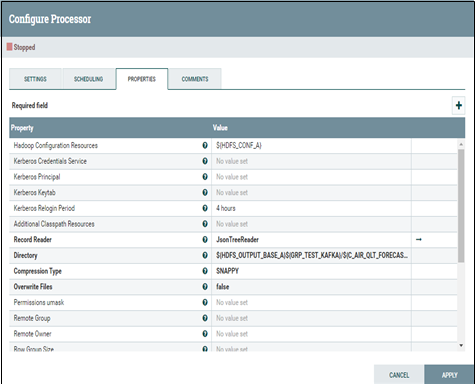 Configure Processor
Stopped
SETTINGS SCHEDULING PROPERTIES COMMENTS
Required field
Property Value
Hadoop Configuration Resources ${HDFS_CONF_A}
Kerberos Credentials Service No value set
Kerberos Principal No value set
Kerberos Keytab No value set
Kerberos Relogin Period 4 hours
Additional Classpath Resources No value set
Record Reader JsonTreeReader
Directory ${HDFS_OUTPUT_BASE_A}${GRP_TEST_KAFKA}/${C_AIR_QLT_FORECAS...
Compression Type SNAPPY
Overwrite Files false
Permissions umask No value set
Remote Group No value set
Remote Owner No value set
Row Group Size No value set
CANCEL APPLY